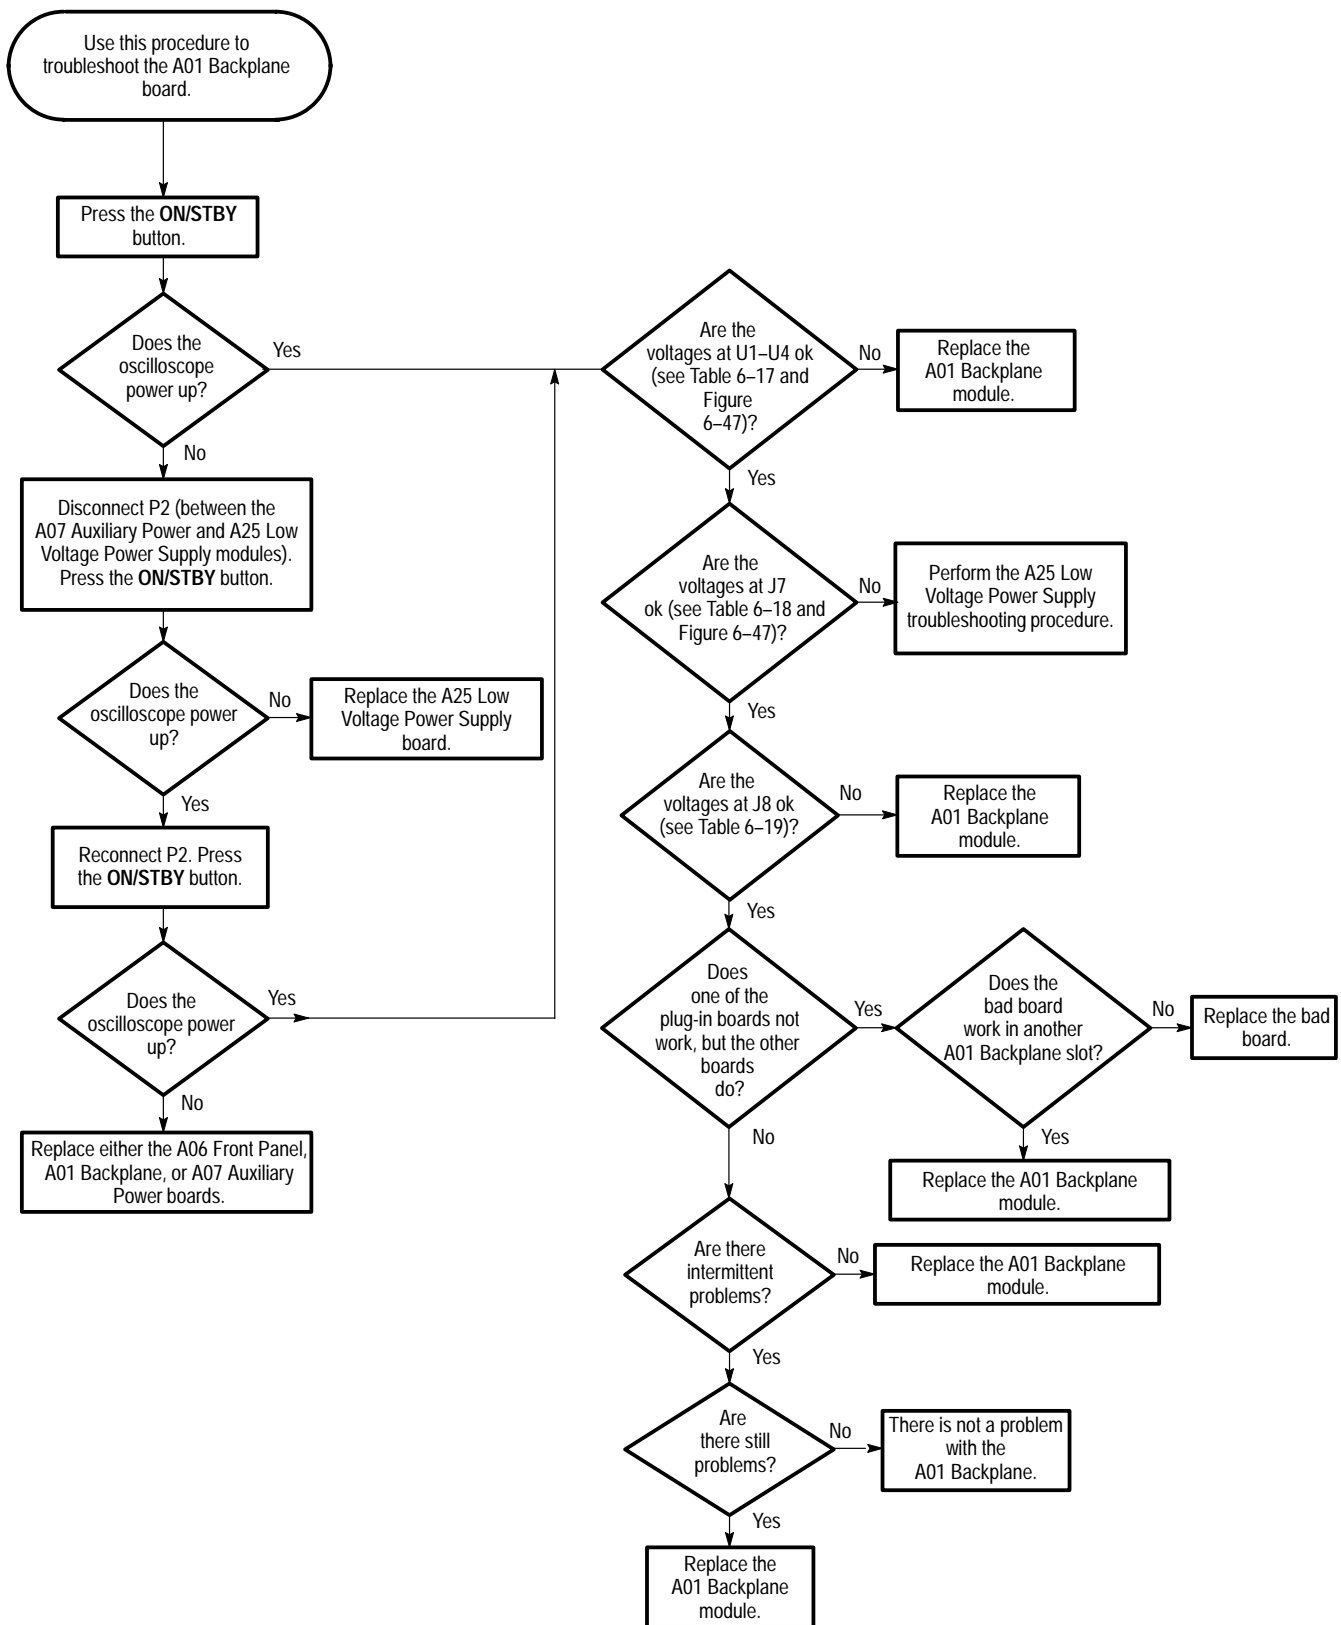 Use this procedure to
troubleshoot the A01 Backplane
board.
Press the ON/STBY
button.
Does the
oscilloscope
power up?
Yes
No
Disconnect P2 (between the
A07 Auxiliary Power and A25 Low
Voltage Power Supply modules).
Press the ON/STBY button.
Does the
oscilloscope power
up?
No
Replace the A25 Low
Voltage Power Supply
board.
Yes
Reconnect P2. Press
the ON/STBY button.
Does the
oscilloscope power
up?
Yes
No
Replace either the A06 Front Panel,
A01 Backplane, or A07 Auxiliary
Power boards.
Are the
voltages at U1–U4 ok
(see Table 6–17 and
Figure
6–47)?
No
Replace the
A01 Backplane
module.
Yes
Are the
voltages at J7
ok (see Table 6–18 and
Figure 6–47)?
No
Perform the A25 Low
Voltage Power Supply
troubleshooting procedure.
Yes
Are the
voltages at J8 ok
(see Table 6–19)?
No
Replace the
A01 Backplane
module.
Yes
Does
one of the
plug-in boards not
work, but the other
boards
do?
Yes
Does the
bad board
work in another
A01 Backplane slot?
No
Replace the bad
board.
Yes
Replace the A01 Backplane
module.
No
Are there
intermittent
problems?
No
Replace the A01 Backplane
module.
Yes
Are
there still
problems?
No
There is not a problem
with the
A01 Backplane.
Yes
Replace the
A01 Backplane
module.